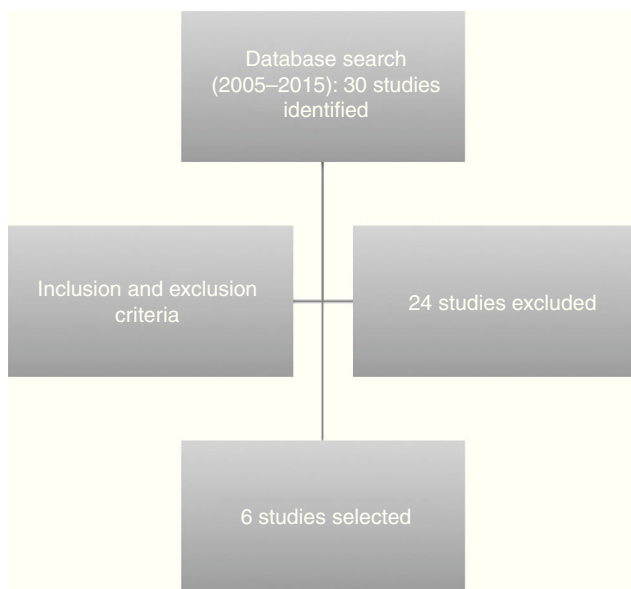 Database search
(2005–2015): 30 studies
identified
Inclusion and exclusion
criteria
24 studies excluded
6 studies selected